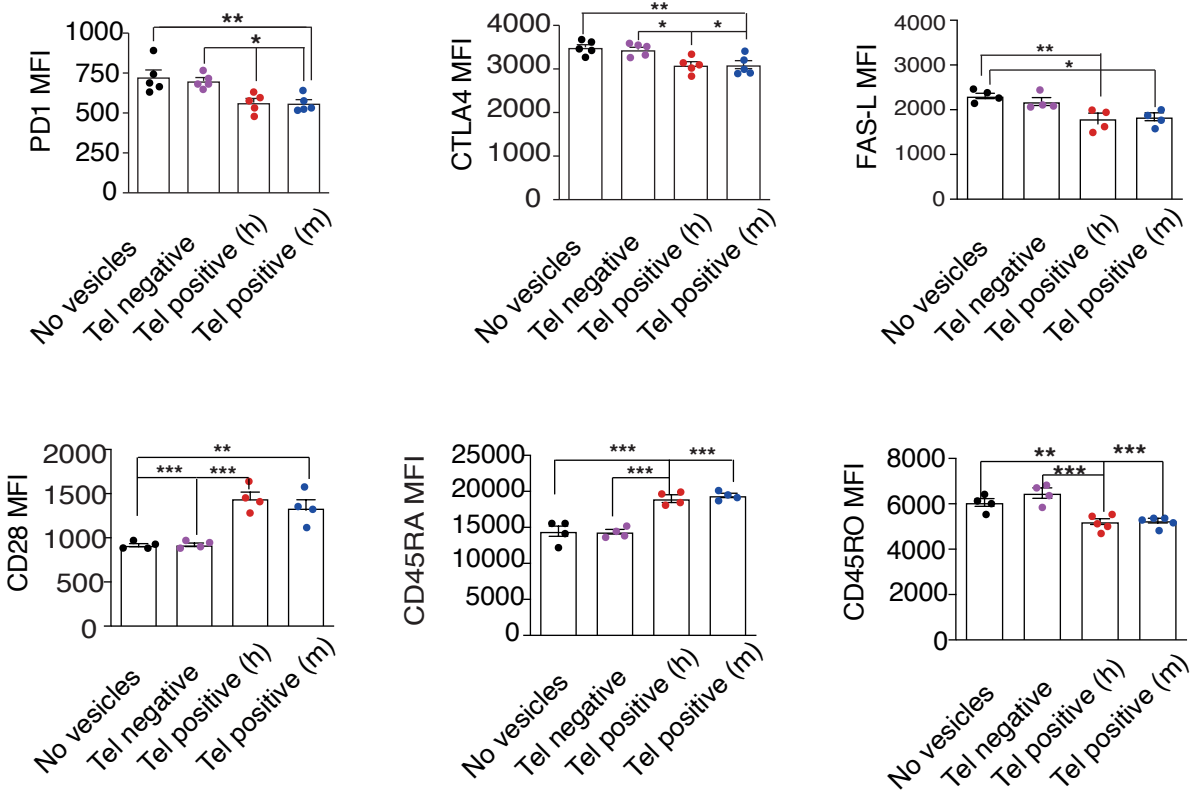 PD1 MFI
1000
750
500
250
0
**
*
No vesicles
Tel negative
Tel positive (h)
Tel positive (m)
CTLA4 MFI
4000
3000
2000
1000
0
**
* *
No vesicles
Tel negative
Tel positive (h)
Tel positive (m)
FAS-L MFI
4000
3000
2000
1000
0
**
*
No vesicles
Tel negative
Tel positive (h)
Tel positive (m)
CD28 MFI
2000
1500
1000
500
0
**
*** ***
No vesicles
Tel negative
Tel positive (h)
Tel positive (m)
CD45RA MFI
25000
20000
15000
10000
5000
0
*** ***
***
No vesicles
Tel negative
Tel positive (h)
Tel positive (m)
CD45RO MFI
8000
6000
4000
2000
0
** ***
***
No vesicles
Tel negative
Tel positive (h)
Tel positive (m)